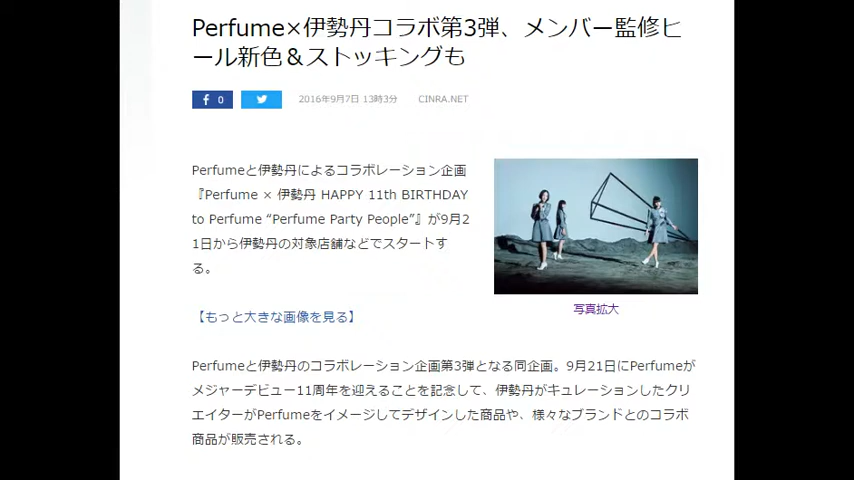 Perfume×伊勢丹コラボ第3弾、メンバー監修ヒ
ール新色＆ストッキングも
f 0
2016年9月7日 13時3分 CINRA.NET
Perfumeと伊勢丹によるコラボレーション企画
『Perfume × 伊勢丹 HAPPY 11th BIRTHDAY
to Perfume “Perfume Party People”』が9月2
1日から伊勢丹の対象店舗などでスタートす
る。
写真拡大
【もっと大きな画像を見る】
Perfumeと伊勢丹のコラボレーション企画第3弾となる同企画。9月21日にPerfumeが
メジャーデビュー11周年を迎えることを記念して、伊勢丹がキュレーションしたクリ
エイターがPerfumeをイメージしてデザインした商品や、様々なブランドとのコラボ
商品が販売される。